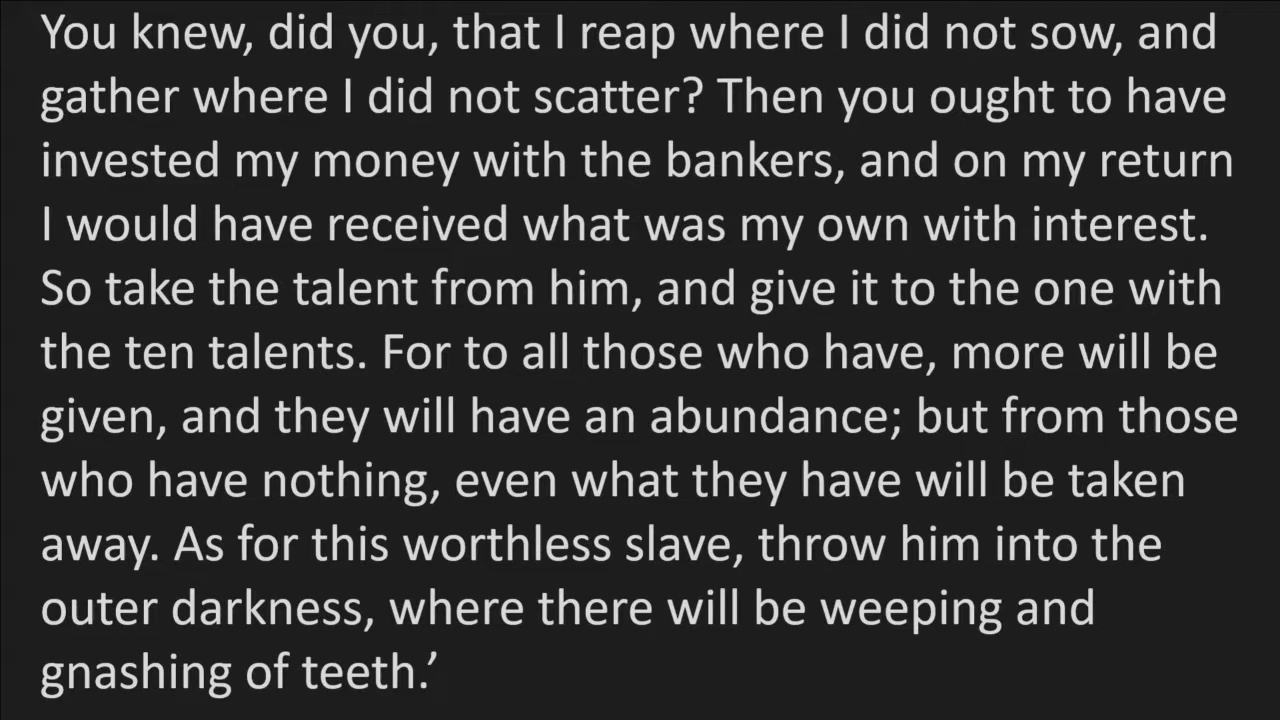 You knew, did you, that I reap where I did not sow, and
gather where I did not scatter? Then you ought to have
invested my money with the bankers, and on my return
I would have received what was my own with interest.
So take the talent from him, and give it to the one with
the ten talents. For to all those who have, more will be
given, and they will have an abundance; but from those
who have nothing, even what they have will be taken
away. As for this worthless slave, throw him into the
outer darkness, where there will be weeping and
gnashing of teeth.’